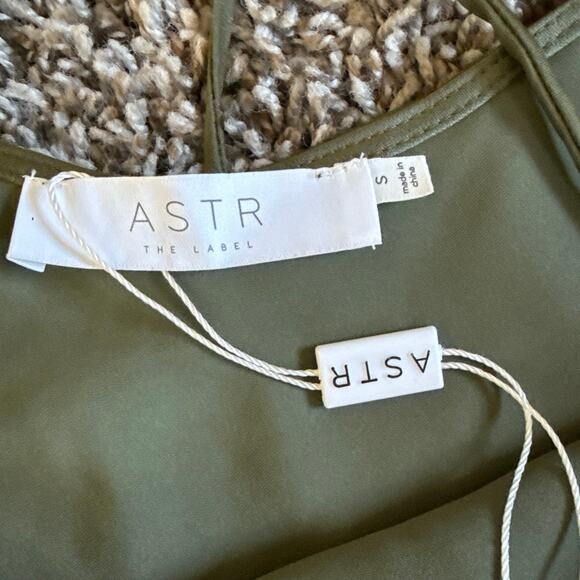 ASTR
THE LABEL
S
made in
china
ASTR